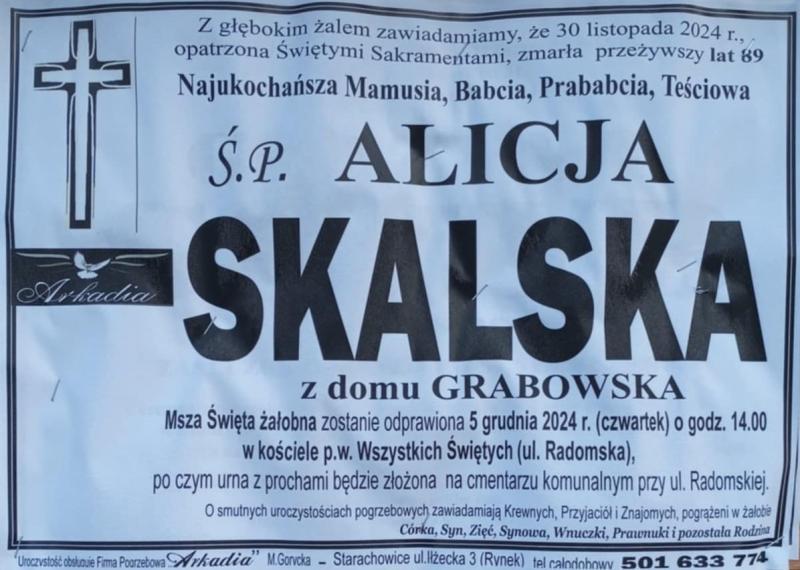 Z głębokim żalem zawiadamiamy, że 30 listopada 2024 r.,
opatrzona Świętymi Sakramentami, zmarła przeżywszy lat 89
Najukochańsza Mamusia, Babcia, Prababcia, Teściowa
Ś.P. ALICJA
Arkadia
SKALSKA
z domu GRABOWSKA
Msza Święta żałobna zostanie odprawiona 5 grudnia 2024 r. (czwartek) o godz. 14.00
w kościele p.w. Wszystkich Świętych (ul. Radomska),
po czym urna z prochami będzie złożona na cmentarzu komunalnym przy ul. Radomskiej.
O smutnych uroczystościach pogrzebowych zawiadamiają Krewnych, Przyjaciół i Znajomych, pogrążeni w żałobie
Córka, Syn, Zięć, Synowa, Wnuczki, Prawnuki i pozostała Rodzina
Uroczystość obsługuje Firma Pogrzebowa "Arkadia" M.Gorycka – Starachowice ul.Iłżecka 3 (Rynek) tel.całodobowy 501 633 774